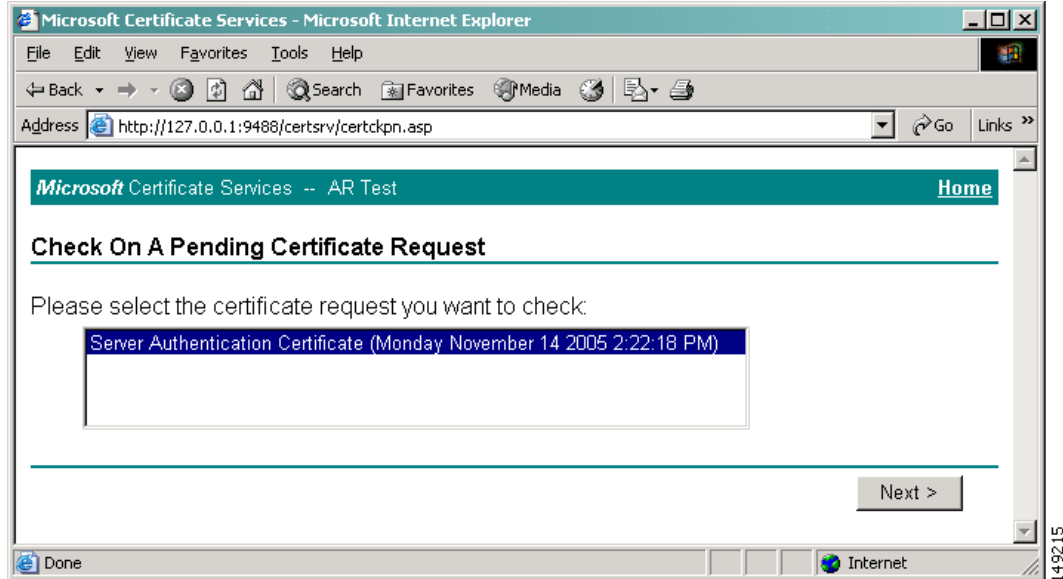 Microsoft Certificate Services - Microsoft Internet Explorer
File Edit View Favorites Tools Help
Back Search Favorites Media
Address http://127.0.0.1:9488/certsrv/certckpn.asp Go Links »
Microsoft Certificate Services -- AR Test Home
Check On A Pending Certificate Request
Please select the certificate request you want to check:
Server Authentication Certificate (Monday November 14 2005 2:22:18 PM)
Next >
Done Internet
149215